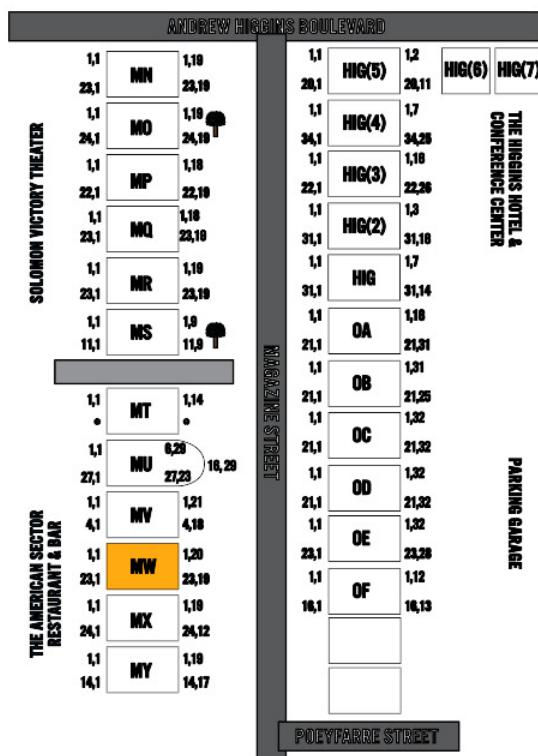 ANDREW HIGGINS BOULEVARD
SOLOMON VICTORY THEATER
1,1 MN 1,19
23,1 23,19
1,1 MO 1,19
24,1 24,19
1,1 MP 1,18
22,1 22,19
1,1 MQ 1,18
23,1 23,19
1,1 MR 1,19
23,1 23,19
1,1 MS 1,9
11,1 11,9
THE AMERICAN SECTOR
RESTAURANT & BAR
1,1 MT 1,14
1,1 MU 6,29
18,29
27,1 27,23
1,1 MV 1,21
4,1 4,18
1,1 MW 1,20
23,1 23,19
1,1 MX 1,19
24,1 24,12
1,1 MY 1,19
14,1 14,17
MAGAZINE STREET
1,1 HIG(5) 1,2
20,1 20,11
HIG(6) HIG(7)
1,1 HIG(4) 1,7
34,1 34,25
1,1 HIG(3) 1,18
22,1 22,26
1,1 HIG(2) 1,3
31,1 31,16
1,1 HIG 1,7
31,1 31,14
1,1 OA 1,18
21,1 21,31
1,1 OB 1,31
21,1 21,25
1,1 OC 1,32
21,1 21,32
1,1 OD 1,32
21,1 21,32
1,1 OE 1,32
23,1 23,28
1,1 OF 1,12
16,1 16,13
THE HIGGINS HOTEL &
CONFERENCE CENTER
PARKING GARAGE
POEYFARRE STREET